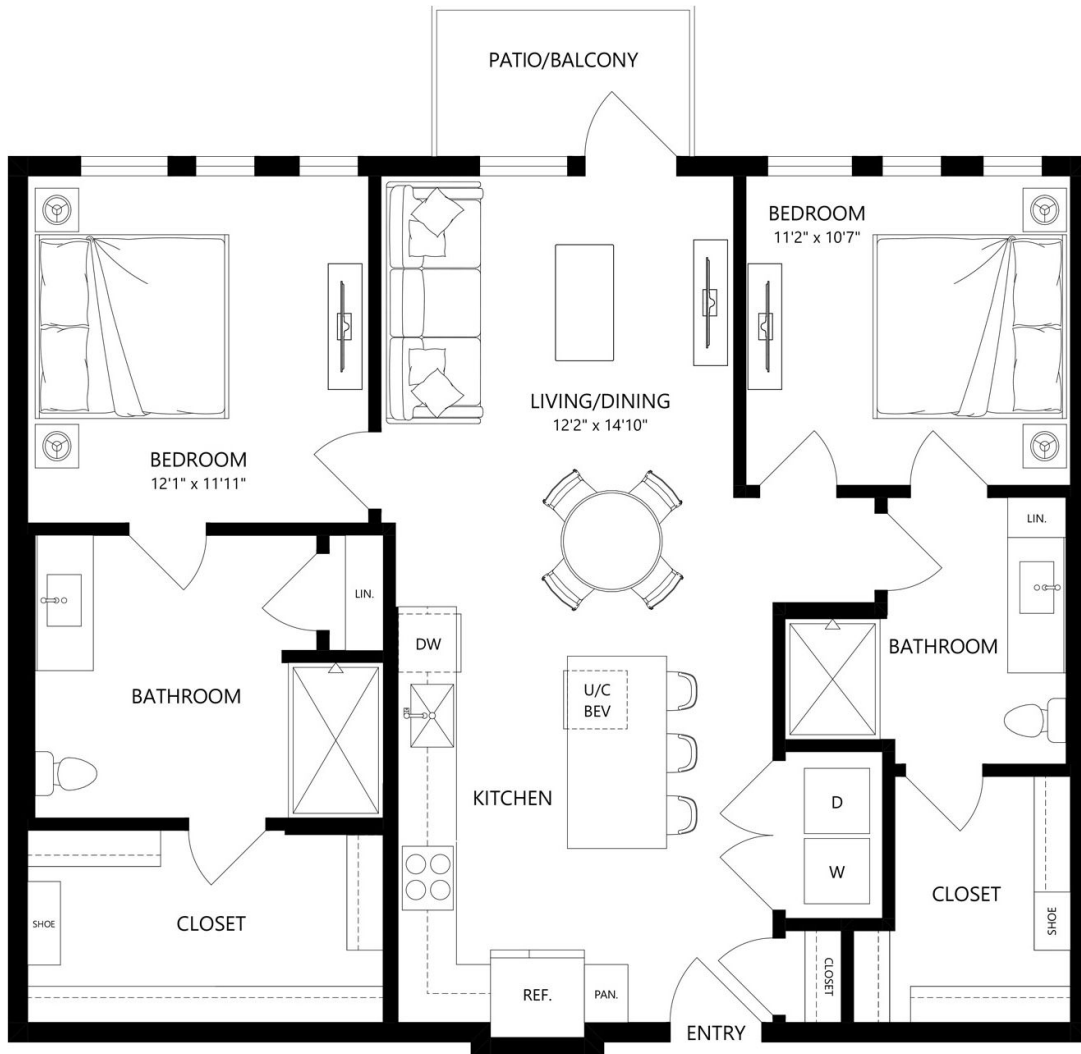 PATIO/BALCONY
BEDROOM
11'2" x 10'7"
LIVING/DINING
12'2" x 14'10"
BEDROOM
12'1" x 11'11"
LIN.
LIN.
DW
BATHROOM
U/C
BEV
BATHROOM
KITCHEN
D
W
CLOSET
SHOE
CLOSET
SHOE
CLOSET
REF.
PAN.
ENTRY